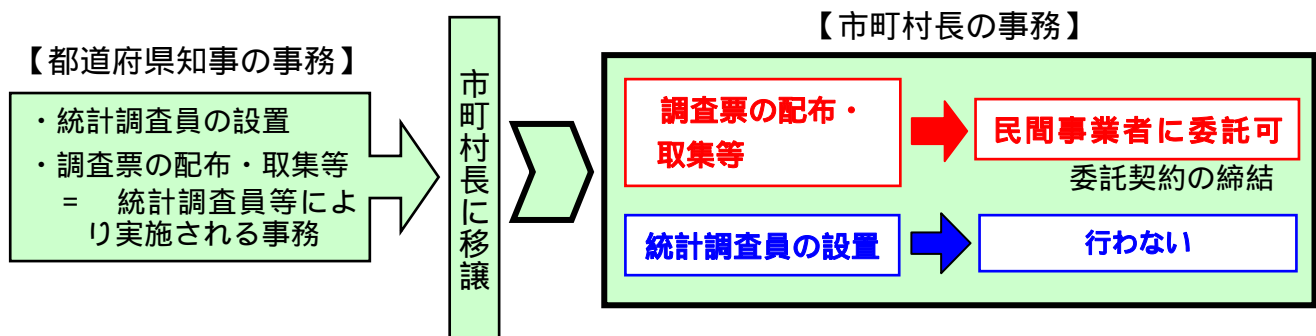 【都道府県知事の事務】
・統計調査員の設置
・調査票の配布・取集等
= 統計調査員等によ
り実施される事務
市町村長に移譲
【市町村長の事務】
調査票の配布・
取集等
民間事業者に委託可
委託契約の締結
統計調査員の設置
行わない